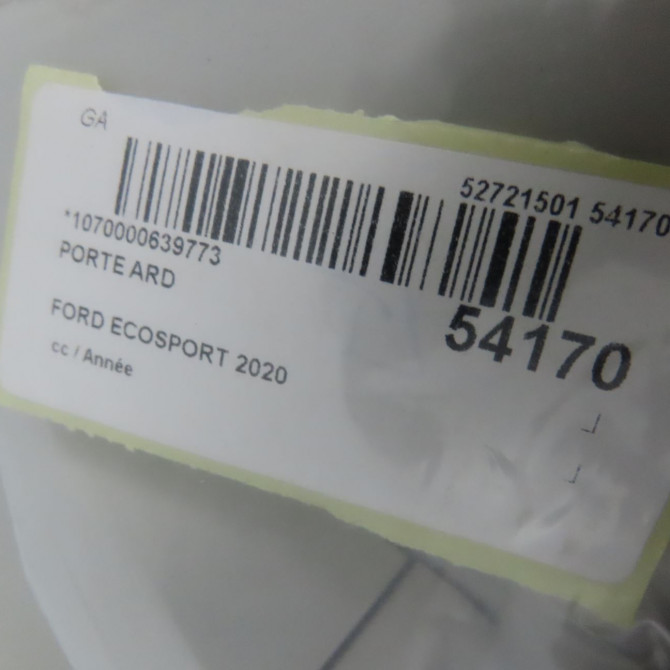 GA
52721501 54170
*1070000639773
PORTE ARD
54170
FORD ECOSPORT 2020
cc / Année